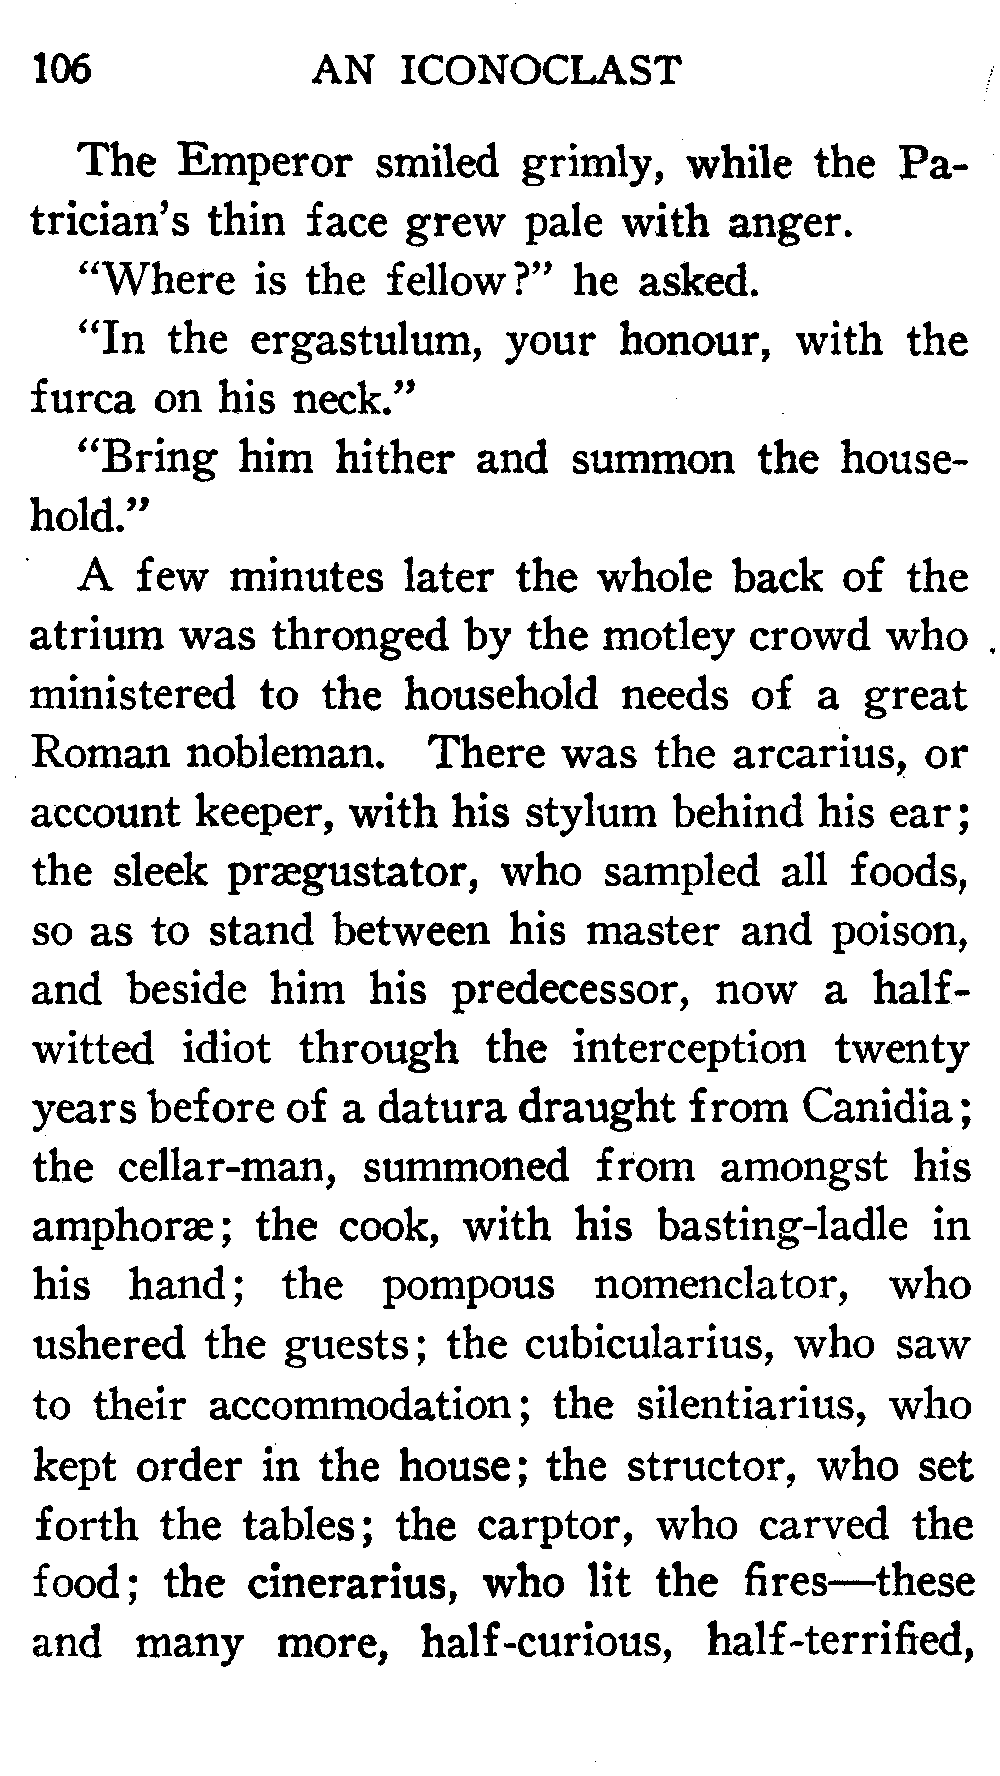 106 AN ICONOCLAST
The Emperor smiled grimly, while the Pa-
trician's thin face grew pale with anger.
"Where is the fellow?" he asked.
"In the ergastulum, your honour, with the
furca on his neck."
"Bring him hither and summon the house-
hold."
A few minutes later the whole back of the
atrium was thronged by the motley crowd who
ministered to the household needs of a great
Roman nobleman. There was the arcarius, or
account keeper, with his stylum behind his ear;
the sleek prægustator, who sampled all foods,
so as to stand between his master and poison,
and beside him his predecessor, now a half-
witted idiot through the interception twenty
years before of a datura draught from Canidia;
the cellar-man, summoned from amongst his
amphoræ; the cook, with his basting-ladle in
his hand; the pompous nomenclator, who
ushered the guests; the cubicularius, who saw
to their accommodation; the silentiarius, who
kept order in the house; the structor, who set
forth the tables; the carptor, who carved the
food; the cinerarius, who lit the fires—these
and many more, half-curious, half-terrified,